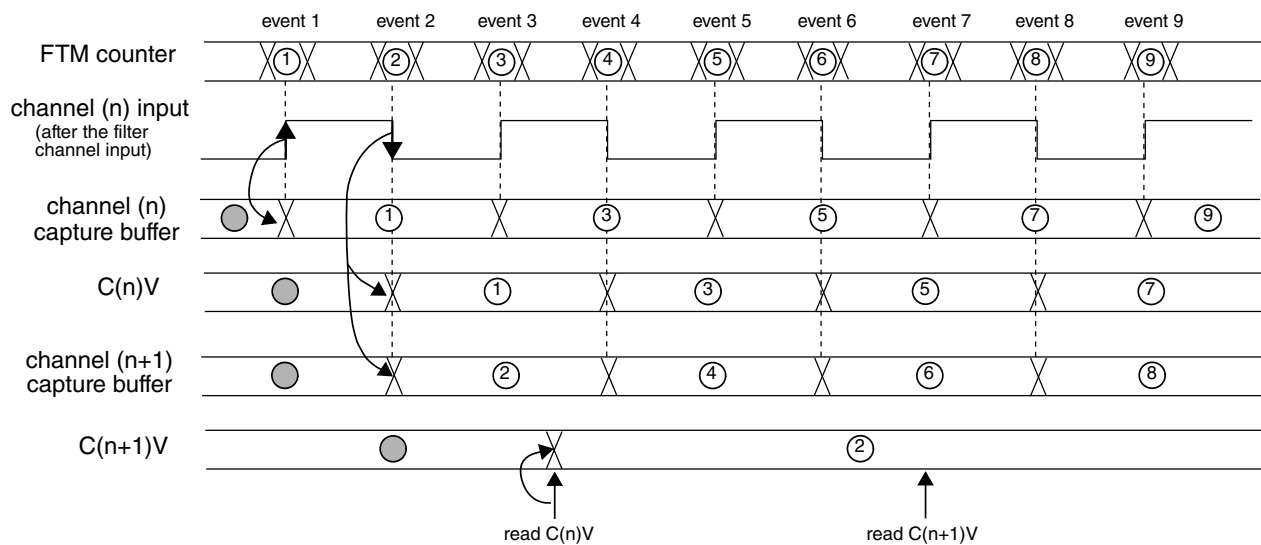 event 1 event 2 event 3 event 4 event 5 event 6 event 7 event 8 event 9
FTM counter
1 2 3 4 5 6 7 8 9
channel (n) input
(after the filter
channel input)
channel (n)
capture buffer
1 3 5 7 9
C(n)V
1 3 5 7
channel (n+1)
capture buffer
2 4 6 8
C(n+1)V
2
read C(n)V read C(n+1)V